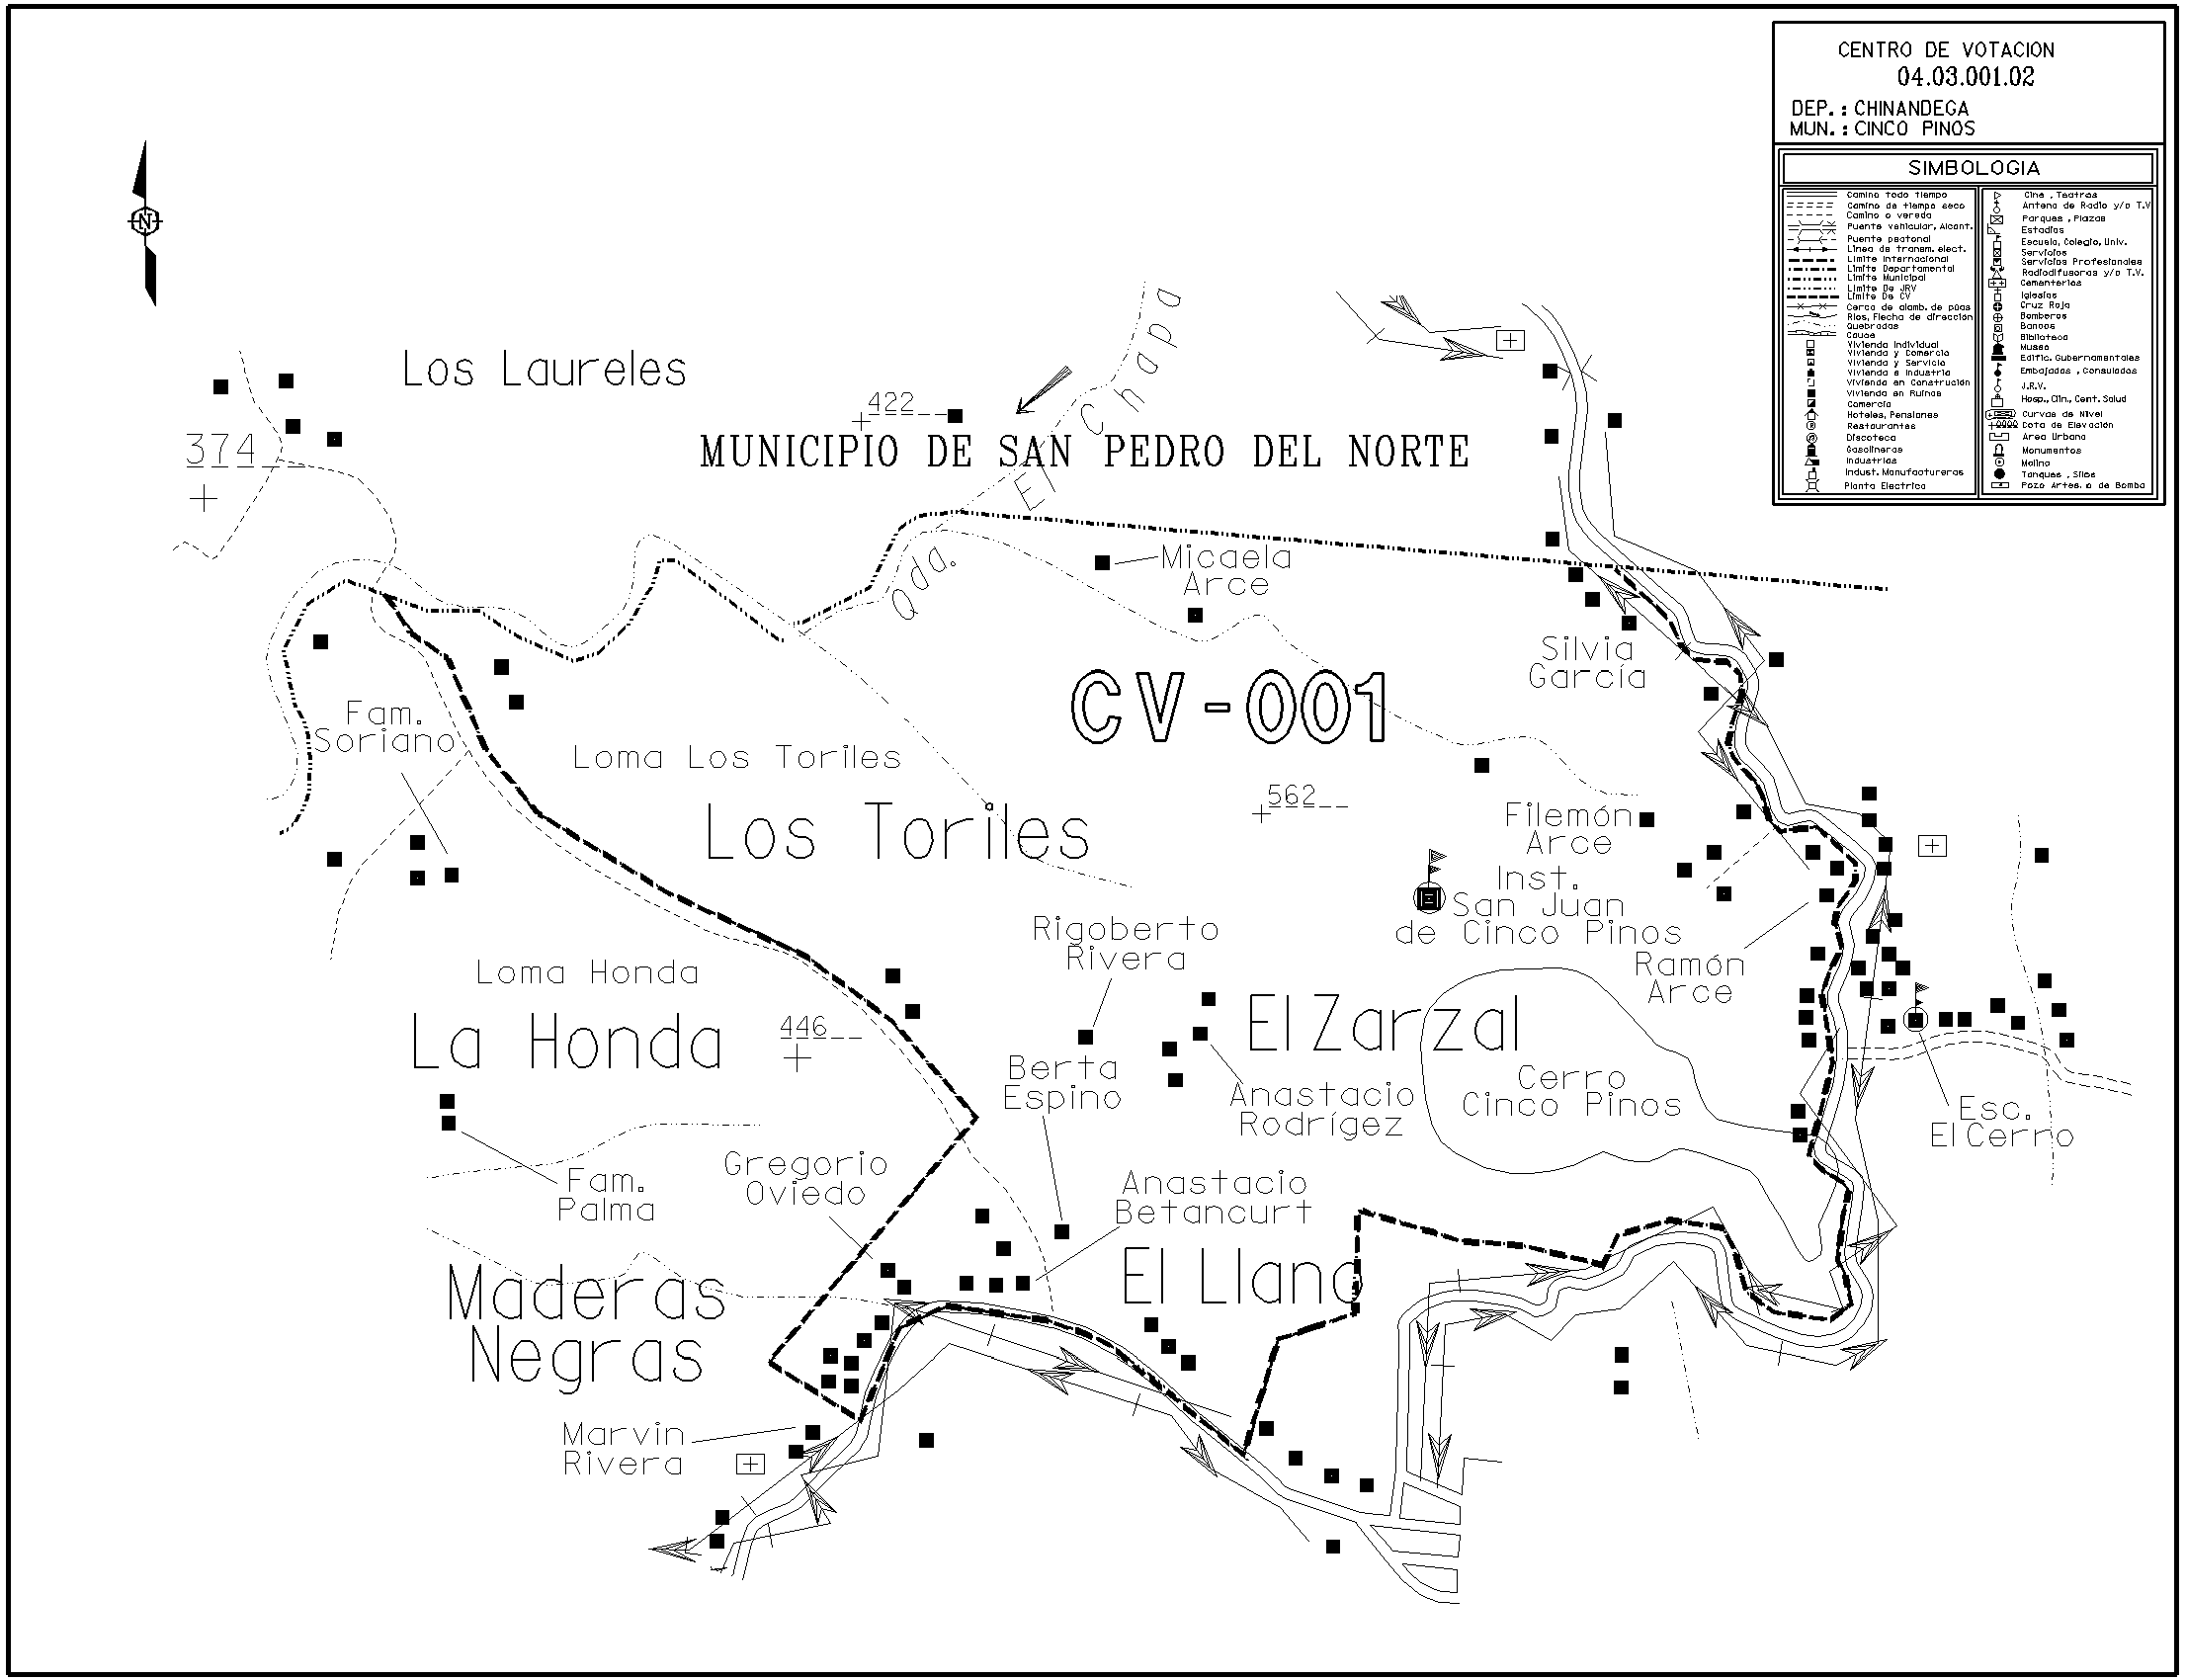 CENTRO DE VOTACION
04.03.001.02
DEP. : CHINANDEGA
MUN. : CINCO PINOS
SIMBOLOGIA
Camino Todo tiempo
Camino de tiempo seco
Camino o vereda
Puente vehicular, Alcant.
Puente peatonal
Linea de transm. elect.
Limite Internacional
Limite Departamental
Limite Municipal
Limite De JRV
Limite De CV
Cerca de alamb. de púas
Rios, Flecha de dirección
Quebradas
Cauce
Vivienda Individual
Vivienda y Comercio
Vivienda y Servicio
Vivienda e Industria
Vivienda en Construción
Vivienda en Ruinas
Comercio
Hoteles, Pensiones
Restaurantes
Discoteca
Gasolineras
Industrias
Indust. Manufactureras
Planta Electrica
Cine , Teatros
Antena de Radio y/o T.V
Parques , Plazas
Estadios
Escuela, Colegio, Univ.
Servicios
Servicios Profesionales
Radiodifusoras y/o T.V.
Cementerios
Iglesias
Cruz Roja
Bomberos
Bancos
Biblioteca
Museo
Edific. Gubernamentales
Embajadas , Consulados
J.R.V.
Hosp., Clin., Cent. Salud
Curvas de Nivel
Cota de Elevación
Area Urbana
Monumentos
Molino
Tanques , Silos
Pozo Artes. o de Bomba
N
Los Laureles
374
422
MUNICIPIO DE SAN PEDRO DEL NORTE
Qda. El Chapa
Micaela
Arce
Silvia
García
CV-001
Fam.
Soriano
Loma Los Toriles
Los Toriles
562
Filemón
Arce
Inst.
San Juan
de Cinco Pinos
Ramón
Arce
Rigoberto
Rivera
Loma Honda
La Honda
446
El Zarzal
Berta
Espino
Anastacio
Rodrígez
Cerro
Cinco Pinos
Esc.
El Cerro
Fam.
Palma
Gregorio
Oviedo
Anastacio
Betancurt
El Llano
Maderas
Negras
Marvin
Rivera